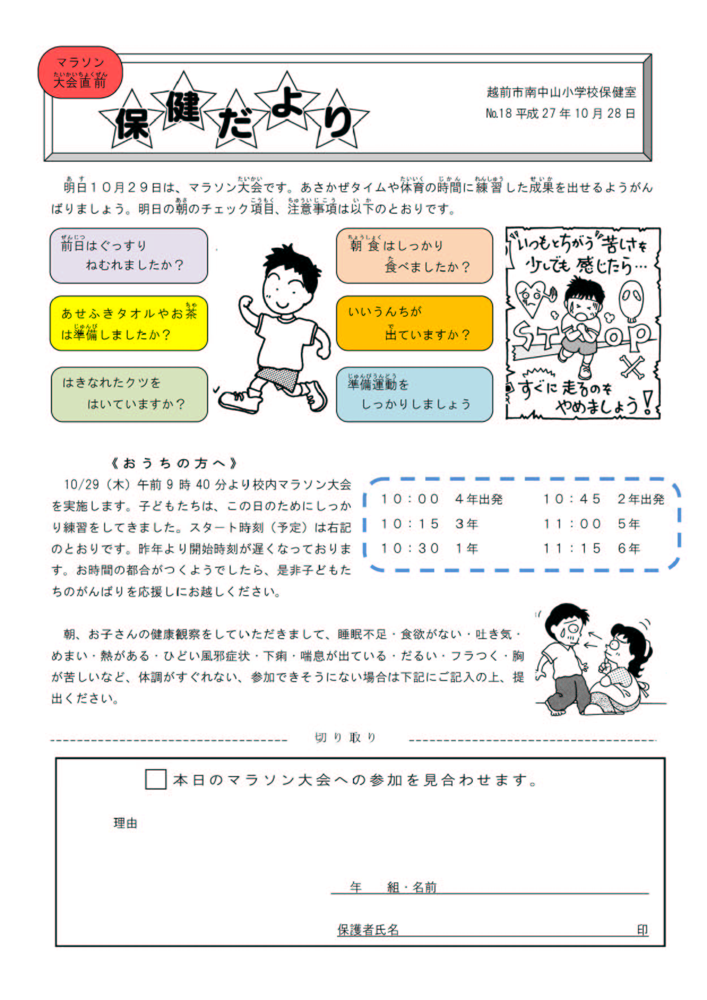 マラソン
大会直前
保健だより
越前市南中山小学校保健室
№18 平成 27 年 10 月 28 日
明日１０月２９日は、マラソン大会です。あさかぜタイムや体育の時間に練習した成果を出せるようがん
ばりましょう。明日の朝のチェック項目、注意事項は以下のとおりです。
前日はぐっすり
ねむれましたか？
朝食はしっかり
食べましたか？
あせふきタオルやお茶
は準備しましたか？
いいうんちが
出ていますか？
はきなれたクツを
はいていますか？
準備運動を
しっかりしましょう
"いつもとちがう"苦しさを
少しでも感じたら…
STOP
すぐに走るのを
やめましょう！
《おうちの方へ》
10/29（木）午前 9 時 40 分より校内マラソン大会
を実施します。子どもたちは、この日のためにしっか
り練習をしてきました。スタート時刻（予定）は右記
のとおりです。昨年より開始時刻が遅くなっておりま
す。お時間の都合がつくようでしたら、是非子どもた
ちのがんばりを応援しにお越しください。
１０：００　４年出発　　１０：４５　２年出発
１０：１５　３年　　１１：００　５年
１０：３０　１年　　１１：１５　６年
朝、お子さんの健康観察をしていただきまして、睡眠不足・食欲がない・吐き気・
めまい・熱がある・ひどい風邪症状・下痢・喘息が出ている・だるい・フラつく・胸
が苦しいなど、体調がすぐれない、参加できそうにない場合は下記にご記入の上、提
出ください。
切り取り
本日のマラソン大会への参加を見合わせます。
理由
年　　組・名前
保護者氏名　　印